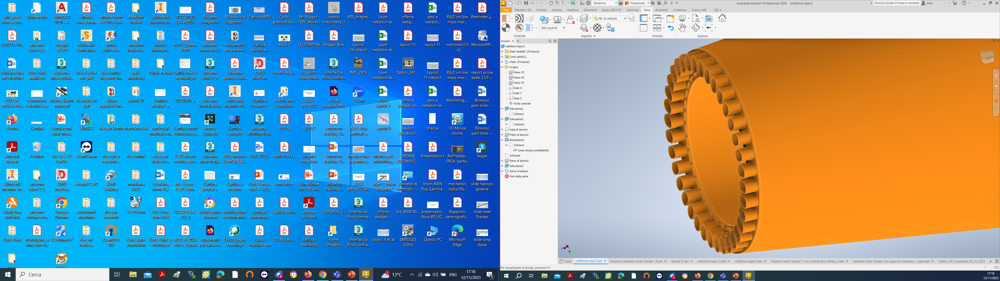 altri pezzi
stave e col...
Thunderbird
AutoCAD
2020 - I...
offerta
cole-parm...
offerta loson
INP-011-Col...
Medium
tracker
Autodesk
Inventor Pr...
2022_10_03
VTX REGU...
Assieme
completo...
Nuova vista
supporto ...
Cattura M55J
Cyclic
pressure tes...
Mr Filippo -
CEPC Works...
casello
orecchiella_1
HTS_magne...
Layer
radiation le...
offerta
wataj...
pesi e
radiatio...
R&D on low
mass mec...
Reminder_L...
G20221110...
assieme
disco 3_1
disegni
LN2P3
Autodesk
Simulatio...
Install
Autodes...
medium
tracker r...
nuovo
interfacc...
46772_signe...
9176
Assieme
completo l...
Flussimetro
per canale ...
Cattura
pocofoa...
disco 2
F2210560146
Filippo Bosi
Layout
16+disco1
Layer
radiation le...
layout 11
layout 11
microvite 0.5
- v2
MicrosoftPr...
dichiarazione
per direttore
Cold Plate
Maurizio
Assieme
midle outer...
file di silvia
per galli
file venturi
supporto in...
galli
maschere
Outer Tracker
Cattura fee di
edimburgo
Assieme
disco 1_1
Assieme
piano di lav...
DWG
TrueVie...
room_recei...
supporto
vibraziona...
Interfaccia
flussi contra...
IMG_2879
Layer
radiation le...
Optics_241_...
Layout
17+disco1
R&D on low
mass mec...
report prova
belle 2 07-...
OUTER
TRACKERsli...
dimensioni
detector AT...
Inkling Sketch
Manager
file fabrizio
pdf
Fluido
especial 3M...
layout 20
Cattura
albergo ...
20220901_...
Assieme
inner tracke...
Autodesk
Inventor Pr...
Cattura
roberto 1
File sul mio
computer
IDEA
MDI-FCC
Fluido
especial 3M...
Zoom
Nuovi
layout_1
offerta
watajet ce...
pesi e
radiation le...
Minifitting_...
Rinnovo
part-time -...
Firefox
Cattura
Simulazioni
layer Inne...
WinSCP
file per Armin
maschera 444
particolari
maschera m...
Cattura costo
conference ...
Adobe
Connect
Cattura
gennaro
Assieme
struttura tral...
FP51-SL
EP30TC
Forum on
Tracking D...
INFN Pisa,
Laminati ...
Layout 9
Layout
18+disco1
marisa
3D Mouse
Home
Rinnovo
part-time -...
Acrobat
Reader
Cestino
file BELLE2
CMOS
TeamViewer
file dati a
bedeschi ...
file venturi
slide per
fabrizio ...
CLIC air test
cooling dp-...
Assieme
inner track...
DDTEmesso...
& MORELLI ...
DOC-2022...
doc041341...
schema
coldplate
Forum on
Tracking D...
integrazione
presentazi...
offerta galli
minifitting...
ORDINE
LOSON FCC ...
Présentation1
Raffredda...
FPGA parte...
Skype
Autodesk
Inventor Pr...
assieme
disco 2_1
DWG
TrueVie...
disegni CEPC
A360
Desktop
maschera
1332
1Booking
form FC...
Mr Filippo -
CEPC Wor...
Cattura
polytec ...
Cattura x
roberto
Cold Plate 4
Tubi T=15°...
ventilatore
Wind tunnel
for VTX air...
Forum on
Tracking ...
IDEA
MDI-FCC ta...
Layer 1 Power
dissipated
Pannello di
controllo - ...
loson INFN
Pisa, Lamina...
mechanics
status Pis...
slide fabrizio
ginevra
Avast Free
Antivirus
assieme
volume col...
Google
Chrome
documenti
macchina
file per
bedeschi
X-PDFsam
OB- Cold
Plate 3&4
COLD PLATE
FCC_1
Avast Secure
Browser
certificazione
di contratto...
Consigli
alimentari...
Epoxy-Tech...
Adobe
Acrobat
GDFSFOX_2...
Interfaccia
flussi contra...
offerta
watajet ...
LH_WEBCKI...
presentazio...
fbosi RD_FC...
Rapporto
termografic...
slide inner
Tracker
Cold Plate
Prototyping a
long stave f...
CDBurnerXP
file per
fabrizi...
OpenVPN
GUI
Cold plate
production
Cold Plate L5
Prototype
AOO_PI-202...
Bosi F_signed
Flussimetro
per canale ...
Cisco Webex
Meetings
Cyclic
Pressure Te...
DS-Novec-...
fattura
iberdrola
home
Dropbox
Interfaccia
flussi contra...
layout 9 et al
LMTOOLS
Utility
Questo PC
Microsoft
Edge
slide long
stave
assieme
Virtual
Cerca
13°C
ENG
17:18
12/11/2023
Generico
*Arancione
Autodesk Inventor Professional 2024 collettore layer3
Ricerca Guida in linea e comand
bosi
File Modello 3D Schizzo Annota Analizza Strumenti Ansys 2023 R1 Gestione Vista Ambienti Collabora Fusion 360
IBL di default
Alta qualità
Visibilità Aspetto Finestre Esplora
Modello
collettore layer3
Stati modello: [Primario]
Corpi solidi(1)
Vista: [Primario]
Origine
Piano YZ
Piano XZ
Piano XY
Asse X
Asse Y
Asse Z
Punto centrale
Estrusione1
Schizzo1
Estrusione2
Schizzo2
Asse di lavoro1
Piano di lavoro1
Rivoluzione1
Schizzo3
Linea chiusa proiettata361
Schizzo6
Piano di lavoro2
Estrusione3
Serie circolare1
Fine della parte
Z
Inizio collettore layer3.ipt Assieme completo inner tracker _4.iam layout 21.ipt collettore layer 2.idw collettore layer3.idw Assieme inner tracker 1 con costole bus stretto_3.iam Assieme inner tracker con supporti carbonio_1_pipe.iam Optics_241_Assembly_IR_V3_2023
Per visualizzare la Guida, premere F1
1 122
17:18
12/11/2023